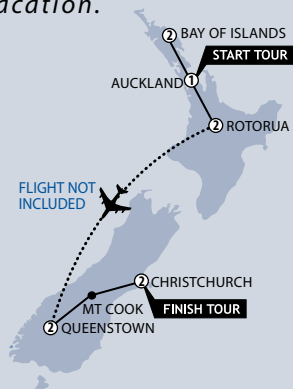 acation.
2 BAY OF ISLANDS
START TOUR
AUCKLAND 1
2 ROTORUA
FLIGHT NOT
INCLUDED
2 CHRISTCHURCH
MT COOK
FINISH TOUR
2 QUEENSTOWN